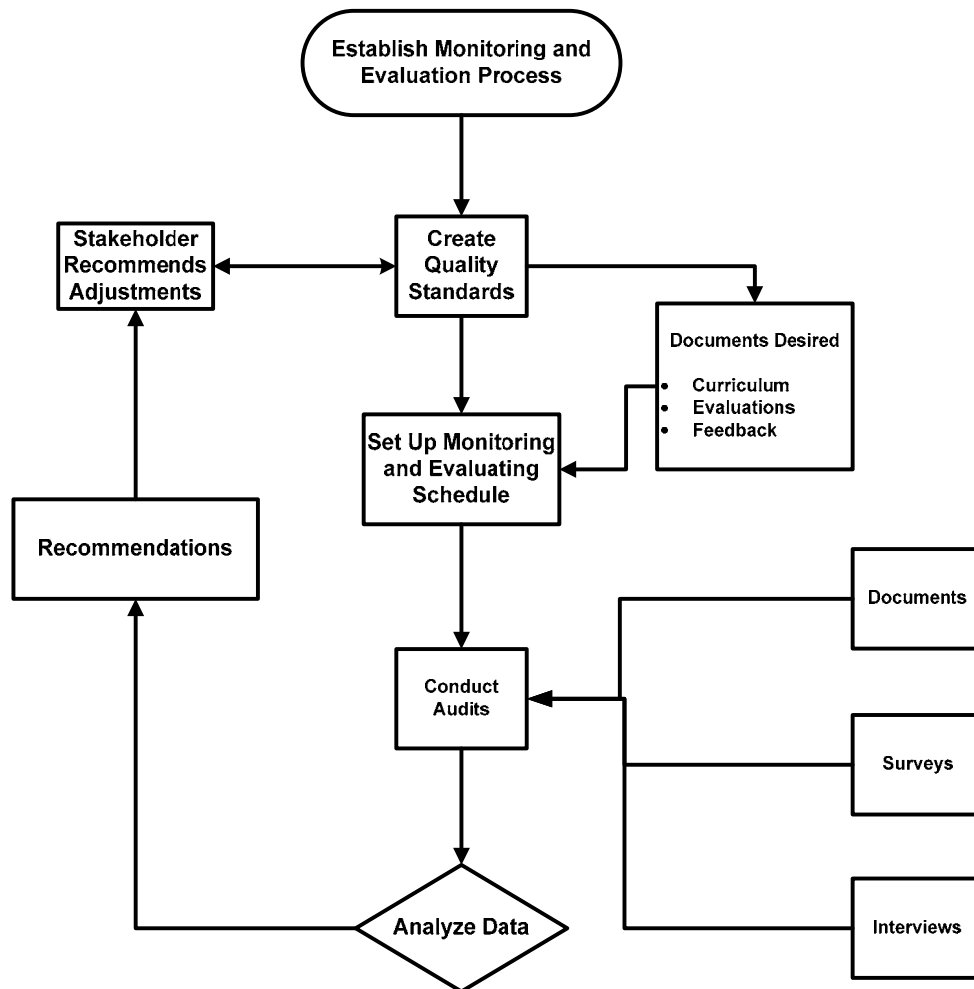 Establish Monitoring and
Evaluation Process
Stakeholder
Recommends
Adjustments
Create
Quality
Standards
Documents Desired
• Curriculum
• Evaluations
• Feedback
Set Up Monitoring
and Evaluating
Schedule
Recommendations
Documents
Conduct
Audits
Surveys
Analyze Data
Interviews